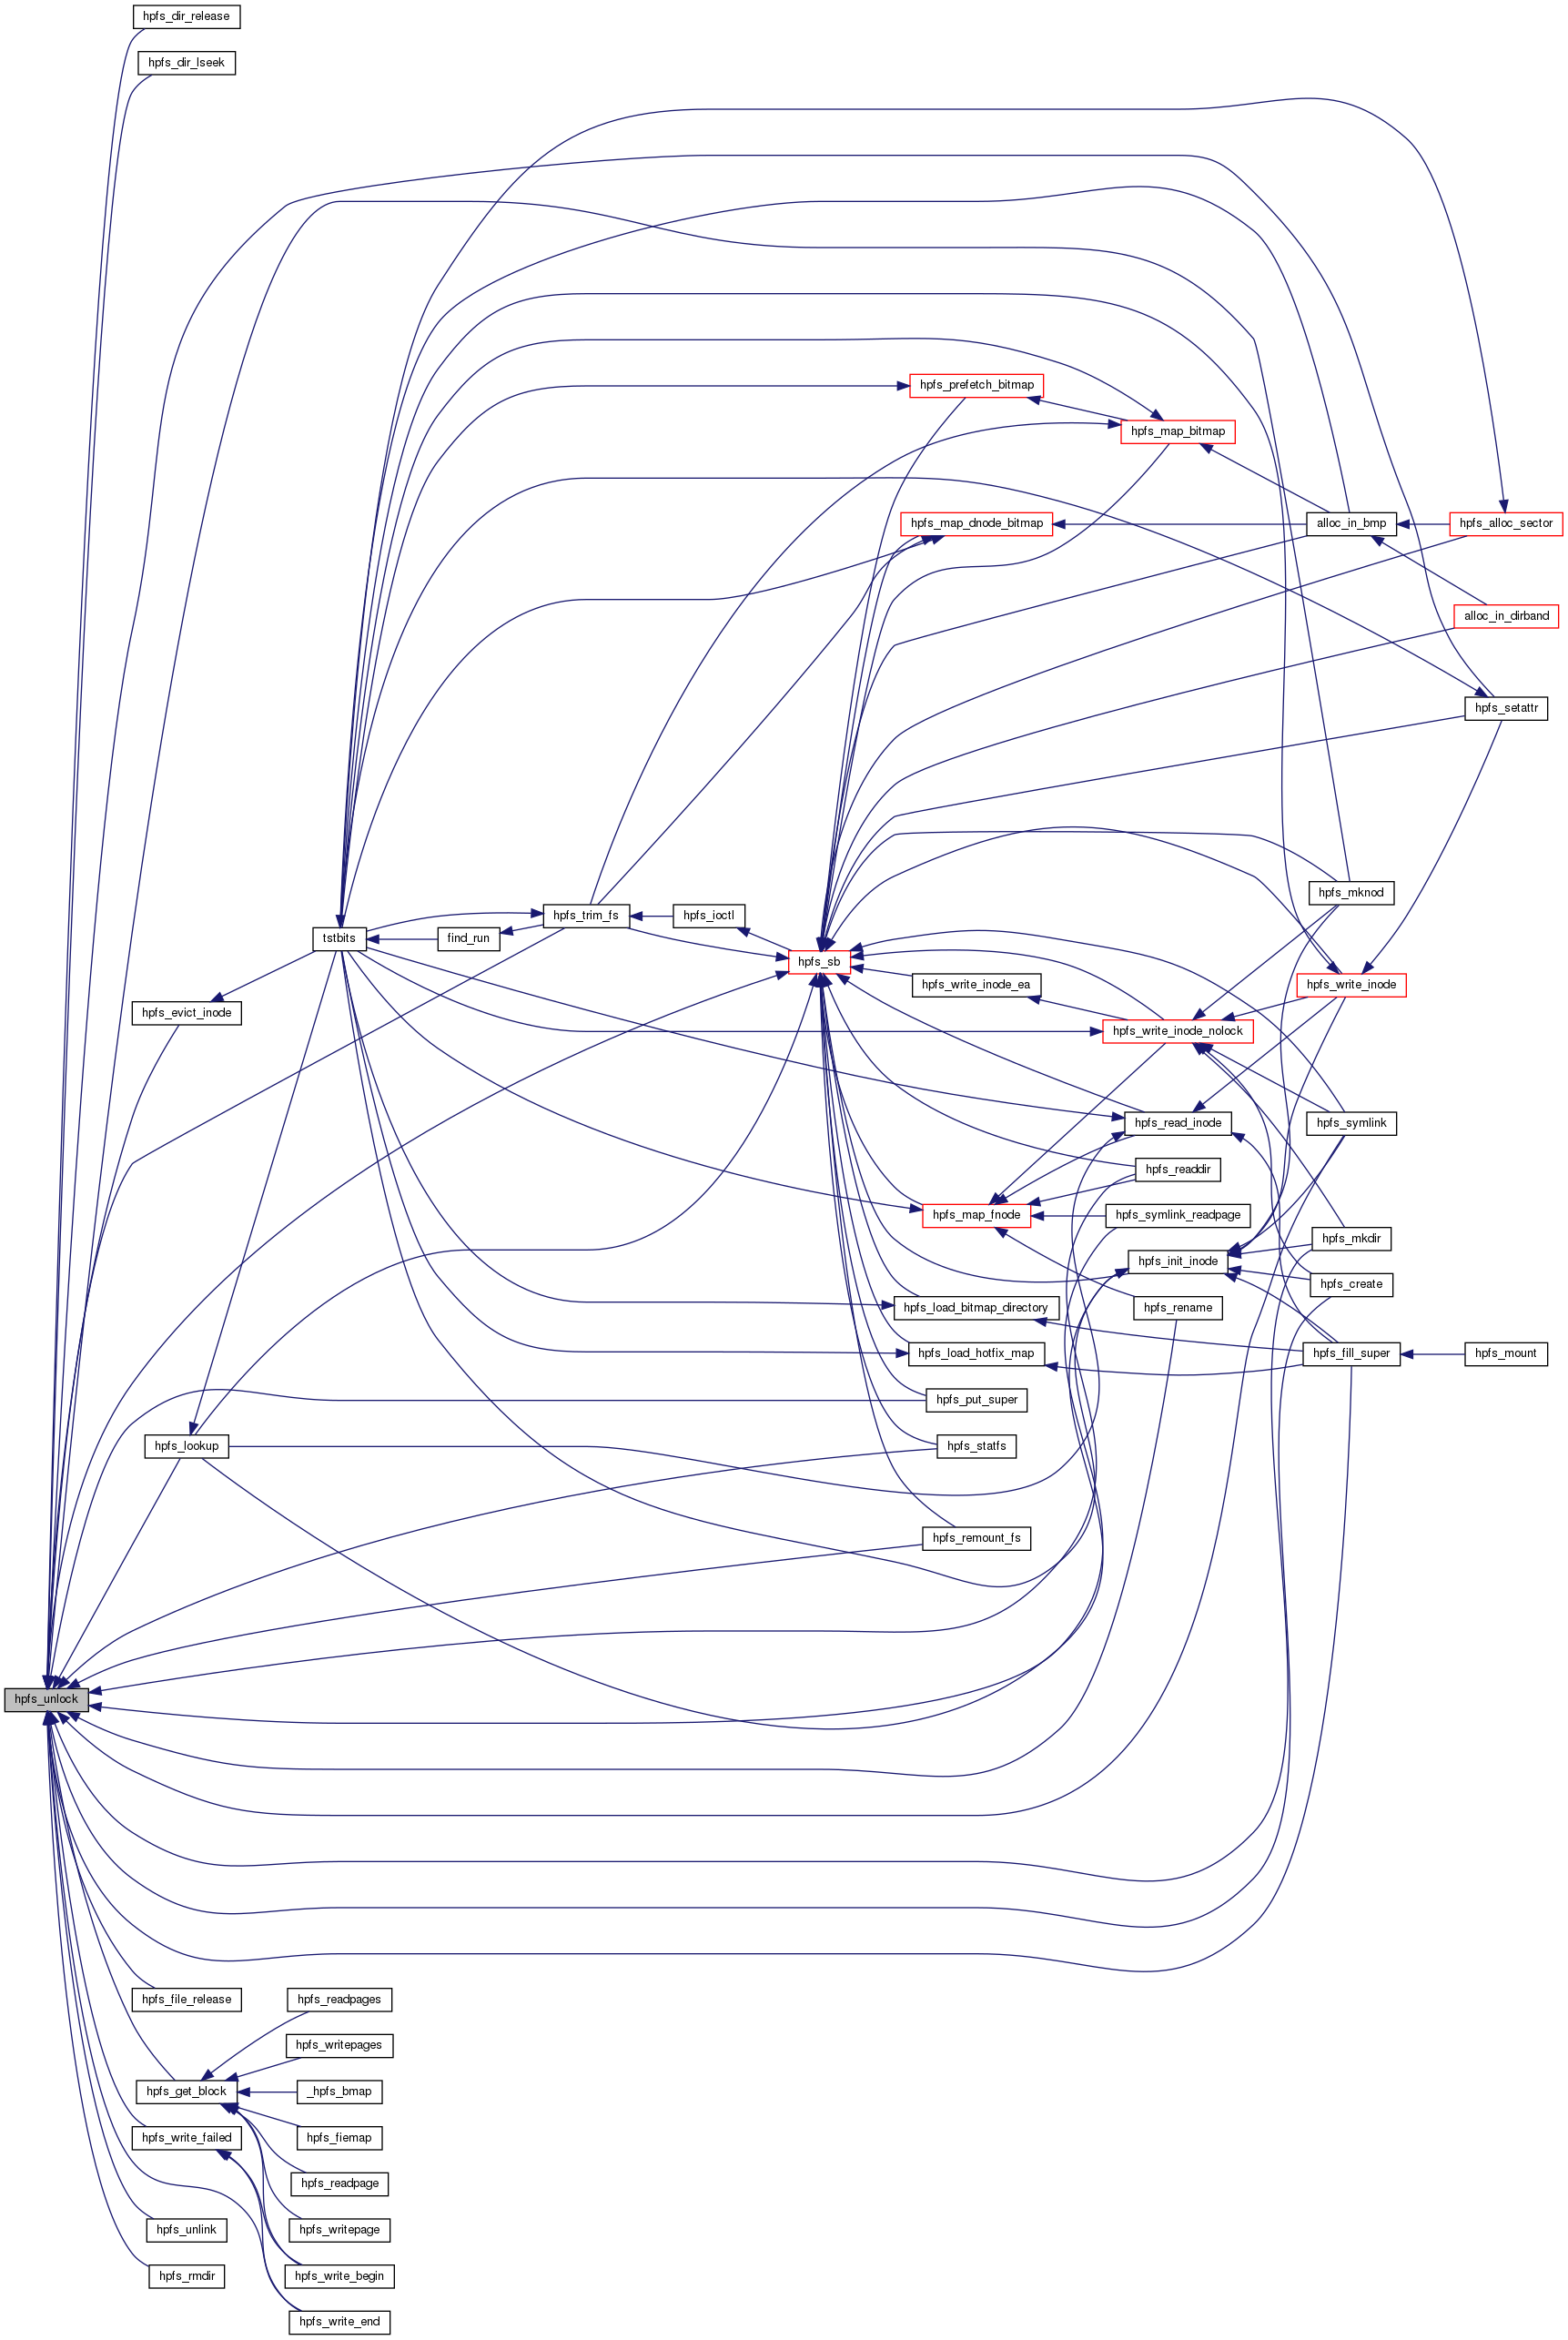 hpfs_dir_release
hpfs_dir_lseek
hpfs_prefetch_bitmap
hpfs_map_bitmap
hpfs_map_dnode_bitmap
alloc_in_bmp
hpfs_alloc_sector
alloc_in_dirband
hpfs_setattr
hpfs_mknod
hpfs_trim_fs
hpfs_ioctl
tstbits
find_run
hpfs_sb
hpfs_write_inode_ea
hpfs_write_inode
hpfs_evict_inode
hpfs_write_inode_nolock
hpfs_read_inode
hpfs_symlink
hpfs_readdir
hpfs_map_fnode
hpfs_symlink_readpage
hpfs_mkdir
hpfs_init_inode
hpfs_create
hpfs_load_bitmap_directory
hpfs_rename
hpfs_load_hotfix_map
hpfs_fill_super
hpfs_mount
hpfs_put_super
hpfs_lookup
hpfs_statfs
hpfs_remount_fs
hpfs_unlock
hpfs_file_release
hpfs_readpages
hpfs_writepages
hpfs_get_block
_hpfs_bmap
hpfs_write_failed
hpfs_fiemap
hpfs_readpage
hpfs_unlink
hpfs_writepage
hpfs_rmdir
hpfs_write_begin
hpfs_write_end